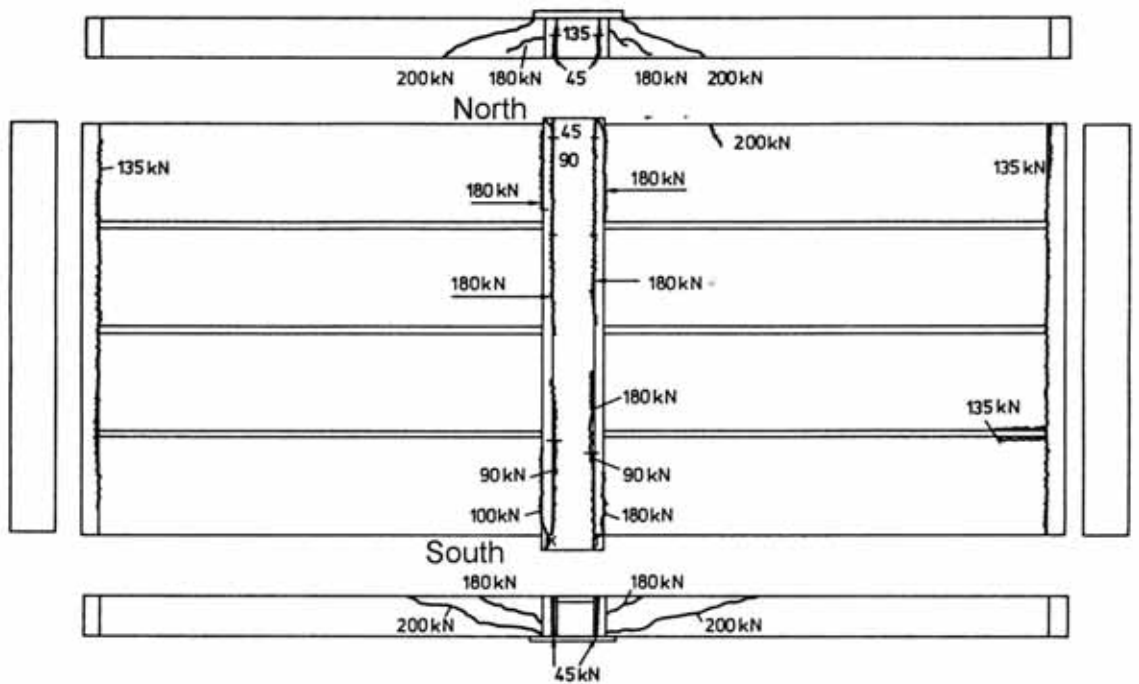 135
200kN 180kN 45 180kN 200kN
North
45
200kN
135kN 90 135kN
180kN 180kN
180kN 180kN
180kN
135kN
90kN 90kN
100kN 180kN
South
180kN 180kN
200kN 200kN
45kN